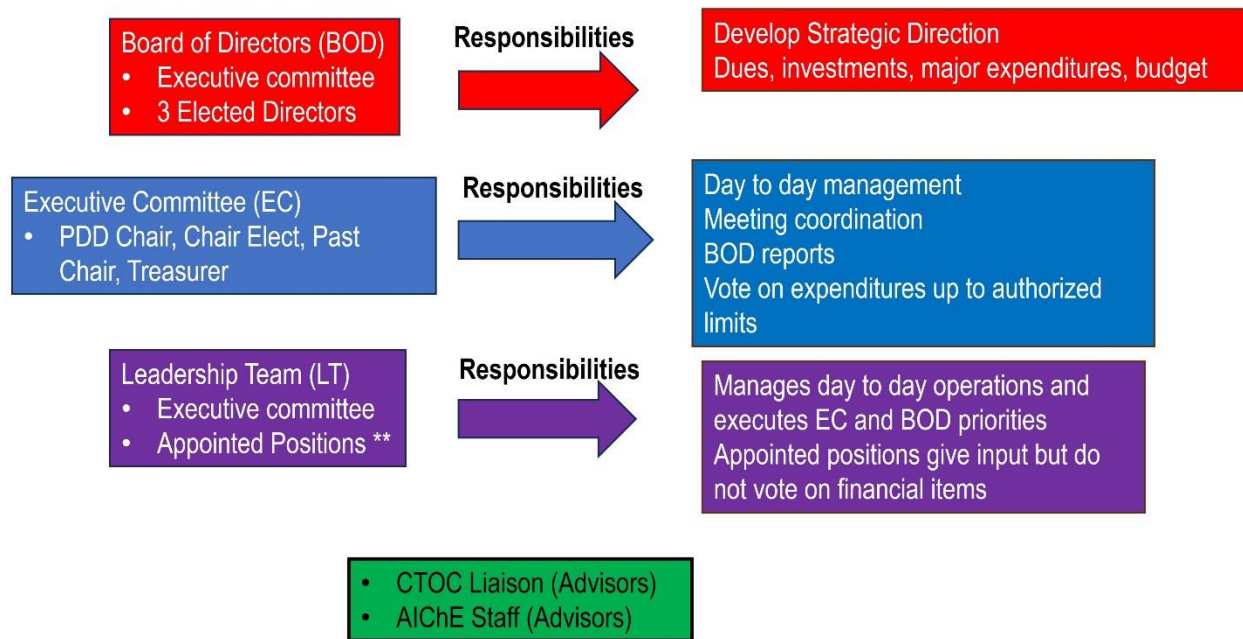 Board of Directors (BOD)
• Executive committee
• 3 Elected Directors
Responsibilities
Develop Strategic Direction
Dues, investments, major expenditures, budget
Executive Committee (EC)
• PDD Chair, Chair Elect, Past
Chair, Treasurer
Responsibilities
Day to day management
Meeting coordination
BOD reports
Vote on expenditures up to authorized
limits
Leadership Team (LT)
• Executive committee
• Appointed Positions **
Responsibilities
Manages day to day operations and
executes EC and BOD priorities
Appointed positions give input but do
not vote on financial items
• CTOC Liaison (Advisors)
• AIChE Staff (Advisors)